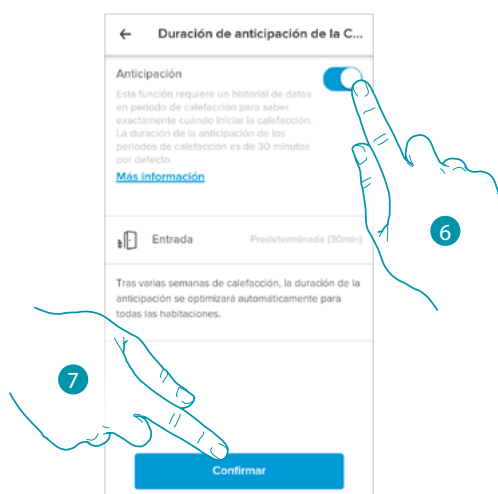 Duración de anticipación de la C...
Anticipación
Esta función requiere un historial de datos
en periodo de calefacción para saber
exactamente cuándo iniciar la calefacción.
La duración de la anticipación de los
periodos de calefacción es de 30 minutos
por defecto.
Más información
6
Entrada Predeterminada (30min)
Tras varias semanas de calefacción, la duración de la
anticipación se optimizará automáticamente para
todas las habitaciones.
7
Confirmar